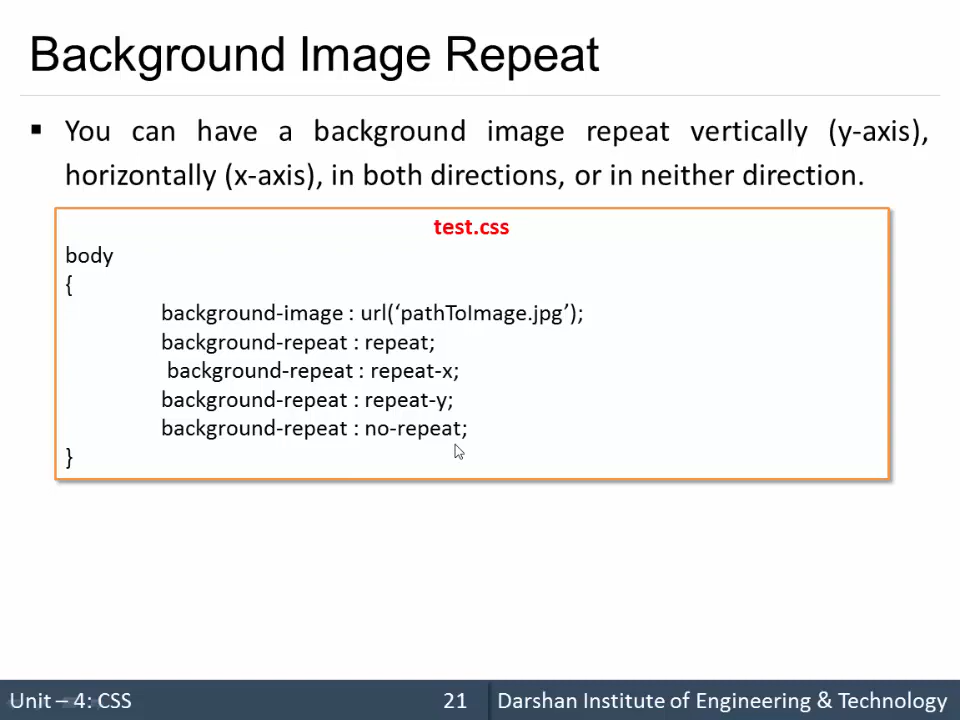 Background Image Repeat
▪ You can have a background image repeat vertically (y-axis),
horizontally (x-axis), in both directions, or in neither direction.
test.css
body
{
background-image : url(‘pathToImage.jpg’);
background-repeat : repeat;
background-repeat : repeat-x;
background-repeat : repeat-y;
background-repeat : no-repeat;
}
Unit – 4: CSS 21 Darshan Institute of Engineering & Technology